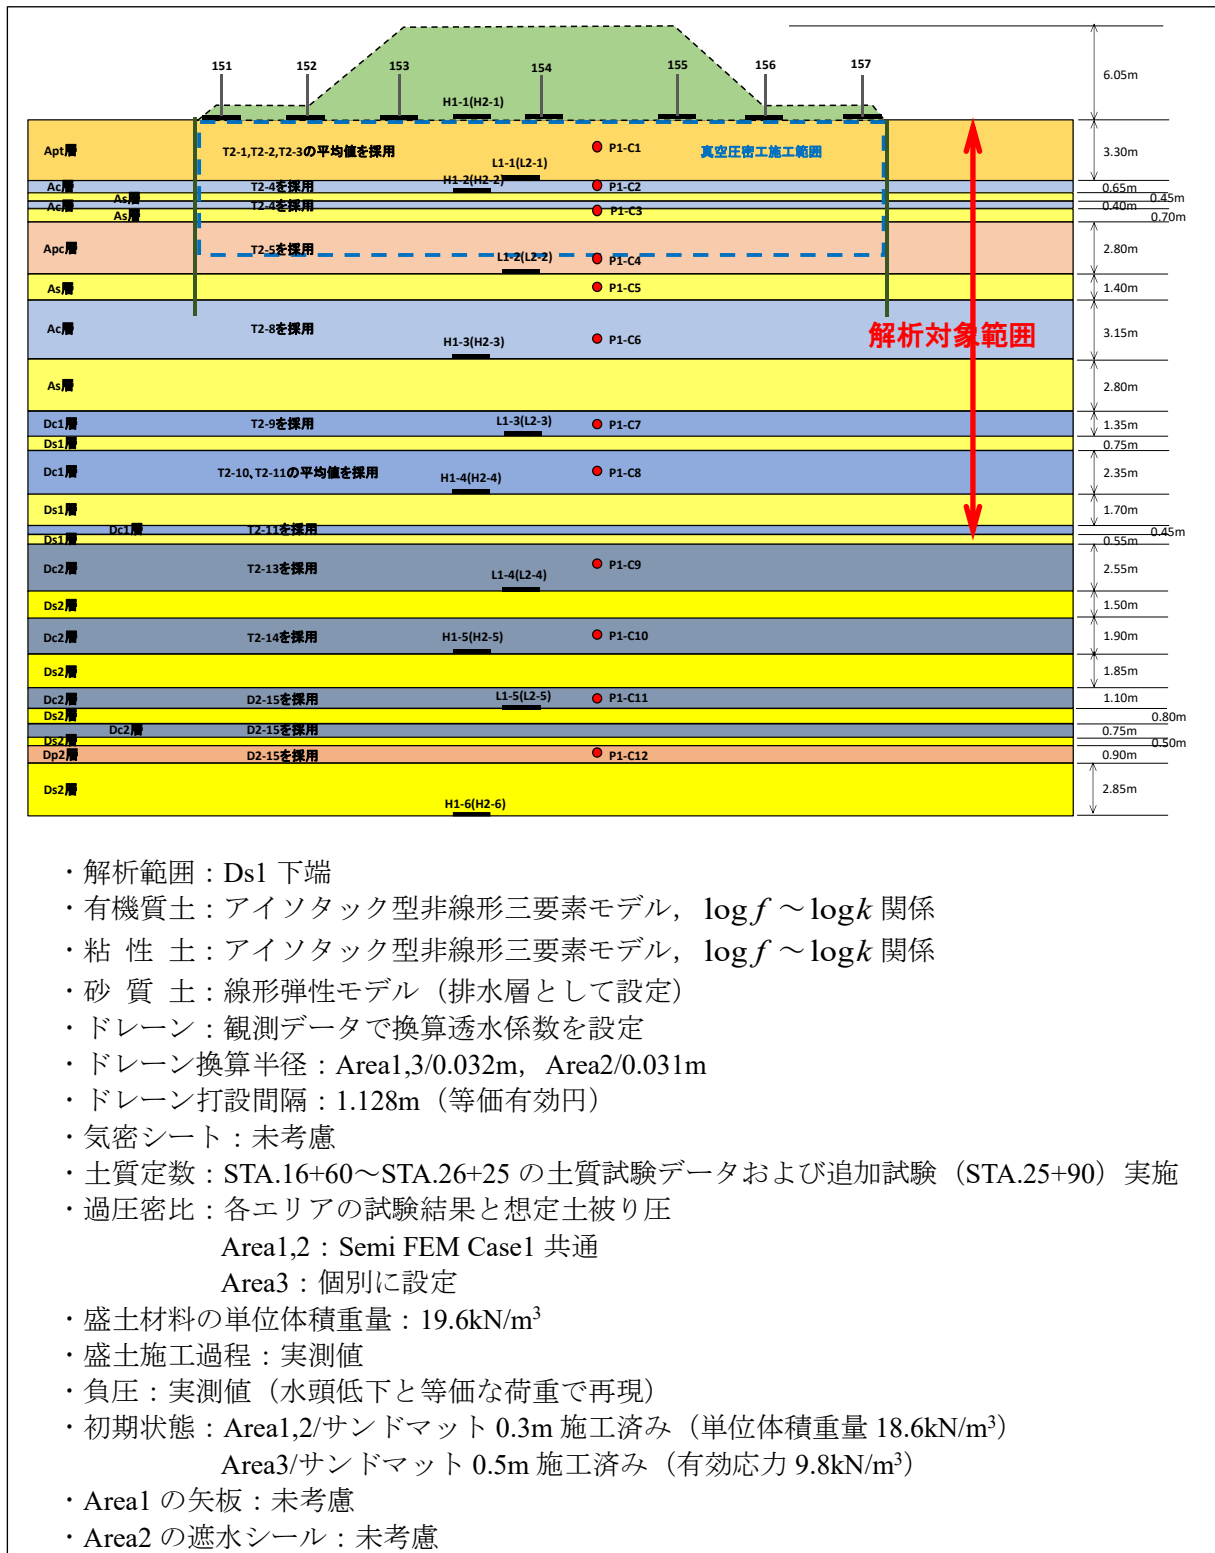 151 152 153 154 155 156 157
6.05m
H1-1(H2-1)
Apt層 T2-1,T2-2,T2-3の平均値を採用 P1-C1 真空圧密工施工範囲 3.30m
L1-1(L2-1)
H1-2(H2-2)
Ac層 T2-4を採用 P1-C2 0.65m
As層 0.45m
Ac層 T2-4を採用 0.40m
As層 P1-C3 0.70m
Apc層 T2-5を採用 L1-2(L2-2) P1-C4 2.80m
As層 P1-C5 1.40m
Ac層 T2-8を採用 H1-3(H2-3) P1-C6 解析対象範囲 3.15m
As層 2.80m
Dc1層 T2-9を採用 L1-3(L2-3) P1-C7 1.35m
Ds1層 0.75m
Dc1層 T2-10、T2-11の平均値を採用 H1-4(H2-4) P1-C8 2.35m
Ds1層 1.70m
Dc1層 T2-11を採用 0.45m
Ds1層 0.55m
Dc2層 T2-13を採用 L1-4(L2-4) P1-C9 2.55m
Ds2層 1.50m
Dc2層 T2-14を採用 H1-5(H2-5) P1-C10 1.90m
Ds2層 1.85m
Dc2層 D2-15を採用 L1-5(L2-5) P1-C11 1.10m
Ds2層 0.80m
Dc2層 D2-15を採用 0.75m
Ds2層 0.50m
Dp2層 D2-15を採用 P1-C12 0.90m
Ds2層 2.85m
H1-6(H2-6)
・解析範囲：Ds1 下端
・有機質土：アイソタック型非線形三要素モデル， log f ～ log k 関係
・粘 性 土：アイソタック型非線形三要素モデル， log f ～ log k 関係
・砂 質 土：線形弾性モデル（排水層として設定）
・ドレーン：観測データで換算透水係数を設定
・ドレーン換算半径：Area1,3/0.032m，Area2/0.031m
・ドレーン打設間隔：1.128m（等価有効円）
・気密シート：未考慮
・土質定数：STA.16+60～STA.26+25 の土質試験データおよび追加試験（STA.25+90）実施
・過圧密比：各エリアの試験結果と想定土被り圧
Area1,2：Semi FEM Case1 共通
Area3：個別に設定
・盛土材料の単位体積重量：19.6kN/m³
・盛土施工過程：実測値
・負圧：実測値（水頭低下と等価な荷重で再現）
・初期状態：Area1,2/サンドマット 0.3m 施工済み（単位体積重量 18.6kN/m³）
Area3/サンドマット 0.5m 施工済み（有効応力 9.8kN/m³）
・Area1 の矢板：未考慮
・Area2 の遮水シール：未考慮